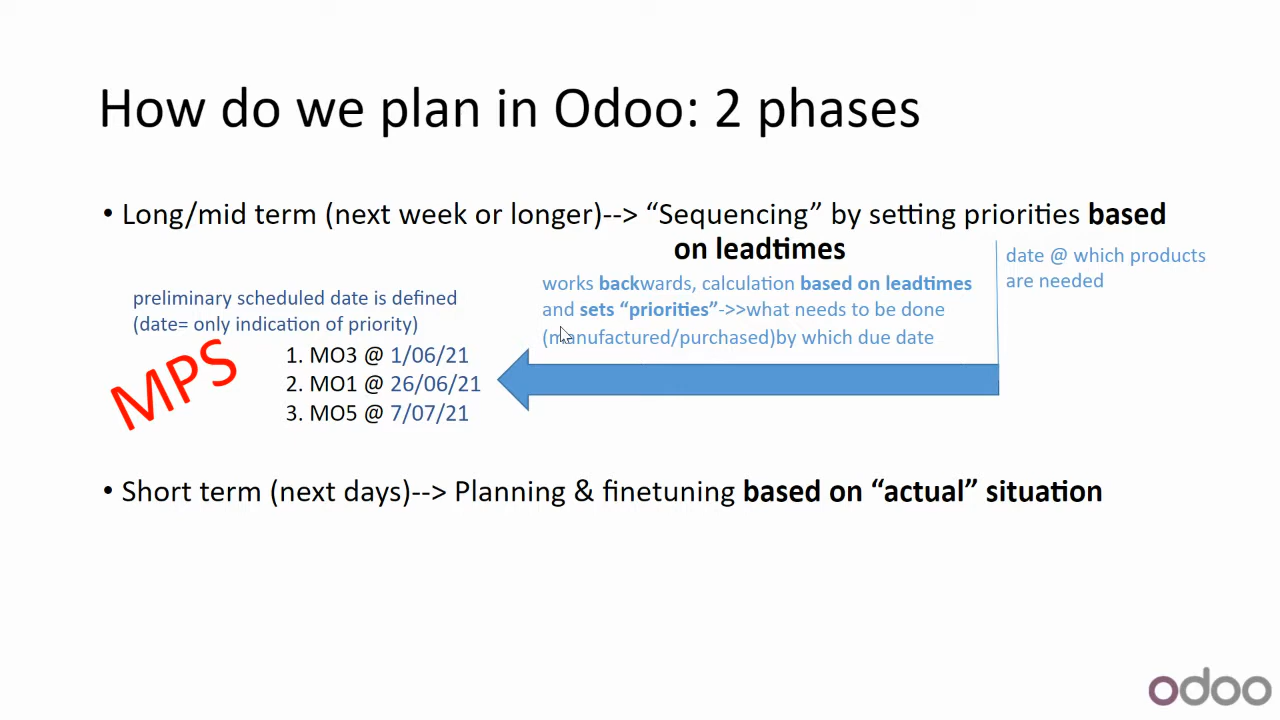 How do we plan in Odoo: 2 phases
• Long/mid term (next week or longer)--> “Sequencing” by setting priorities based
on leadtimes
date @ which products
are needed
works backwards, calculation based on leadtimes
and sets “priorities”->>what needs to be done
(manufactured/purchased)by which due date
preliminary scheduled date is defined
(date= only indication of priority)
MPS
1. MO3 @ 1/06/21
2. MO1 @ 26/06/21
3. MO5 @ 7/07/21
• Short term (next days)--> Planning & finetuning based on “actual” situation
odoo